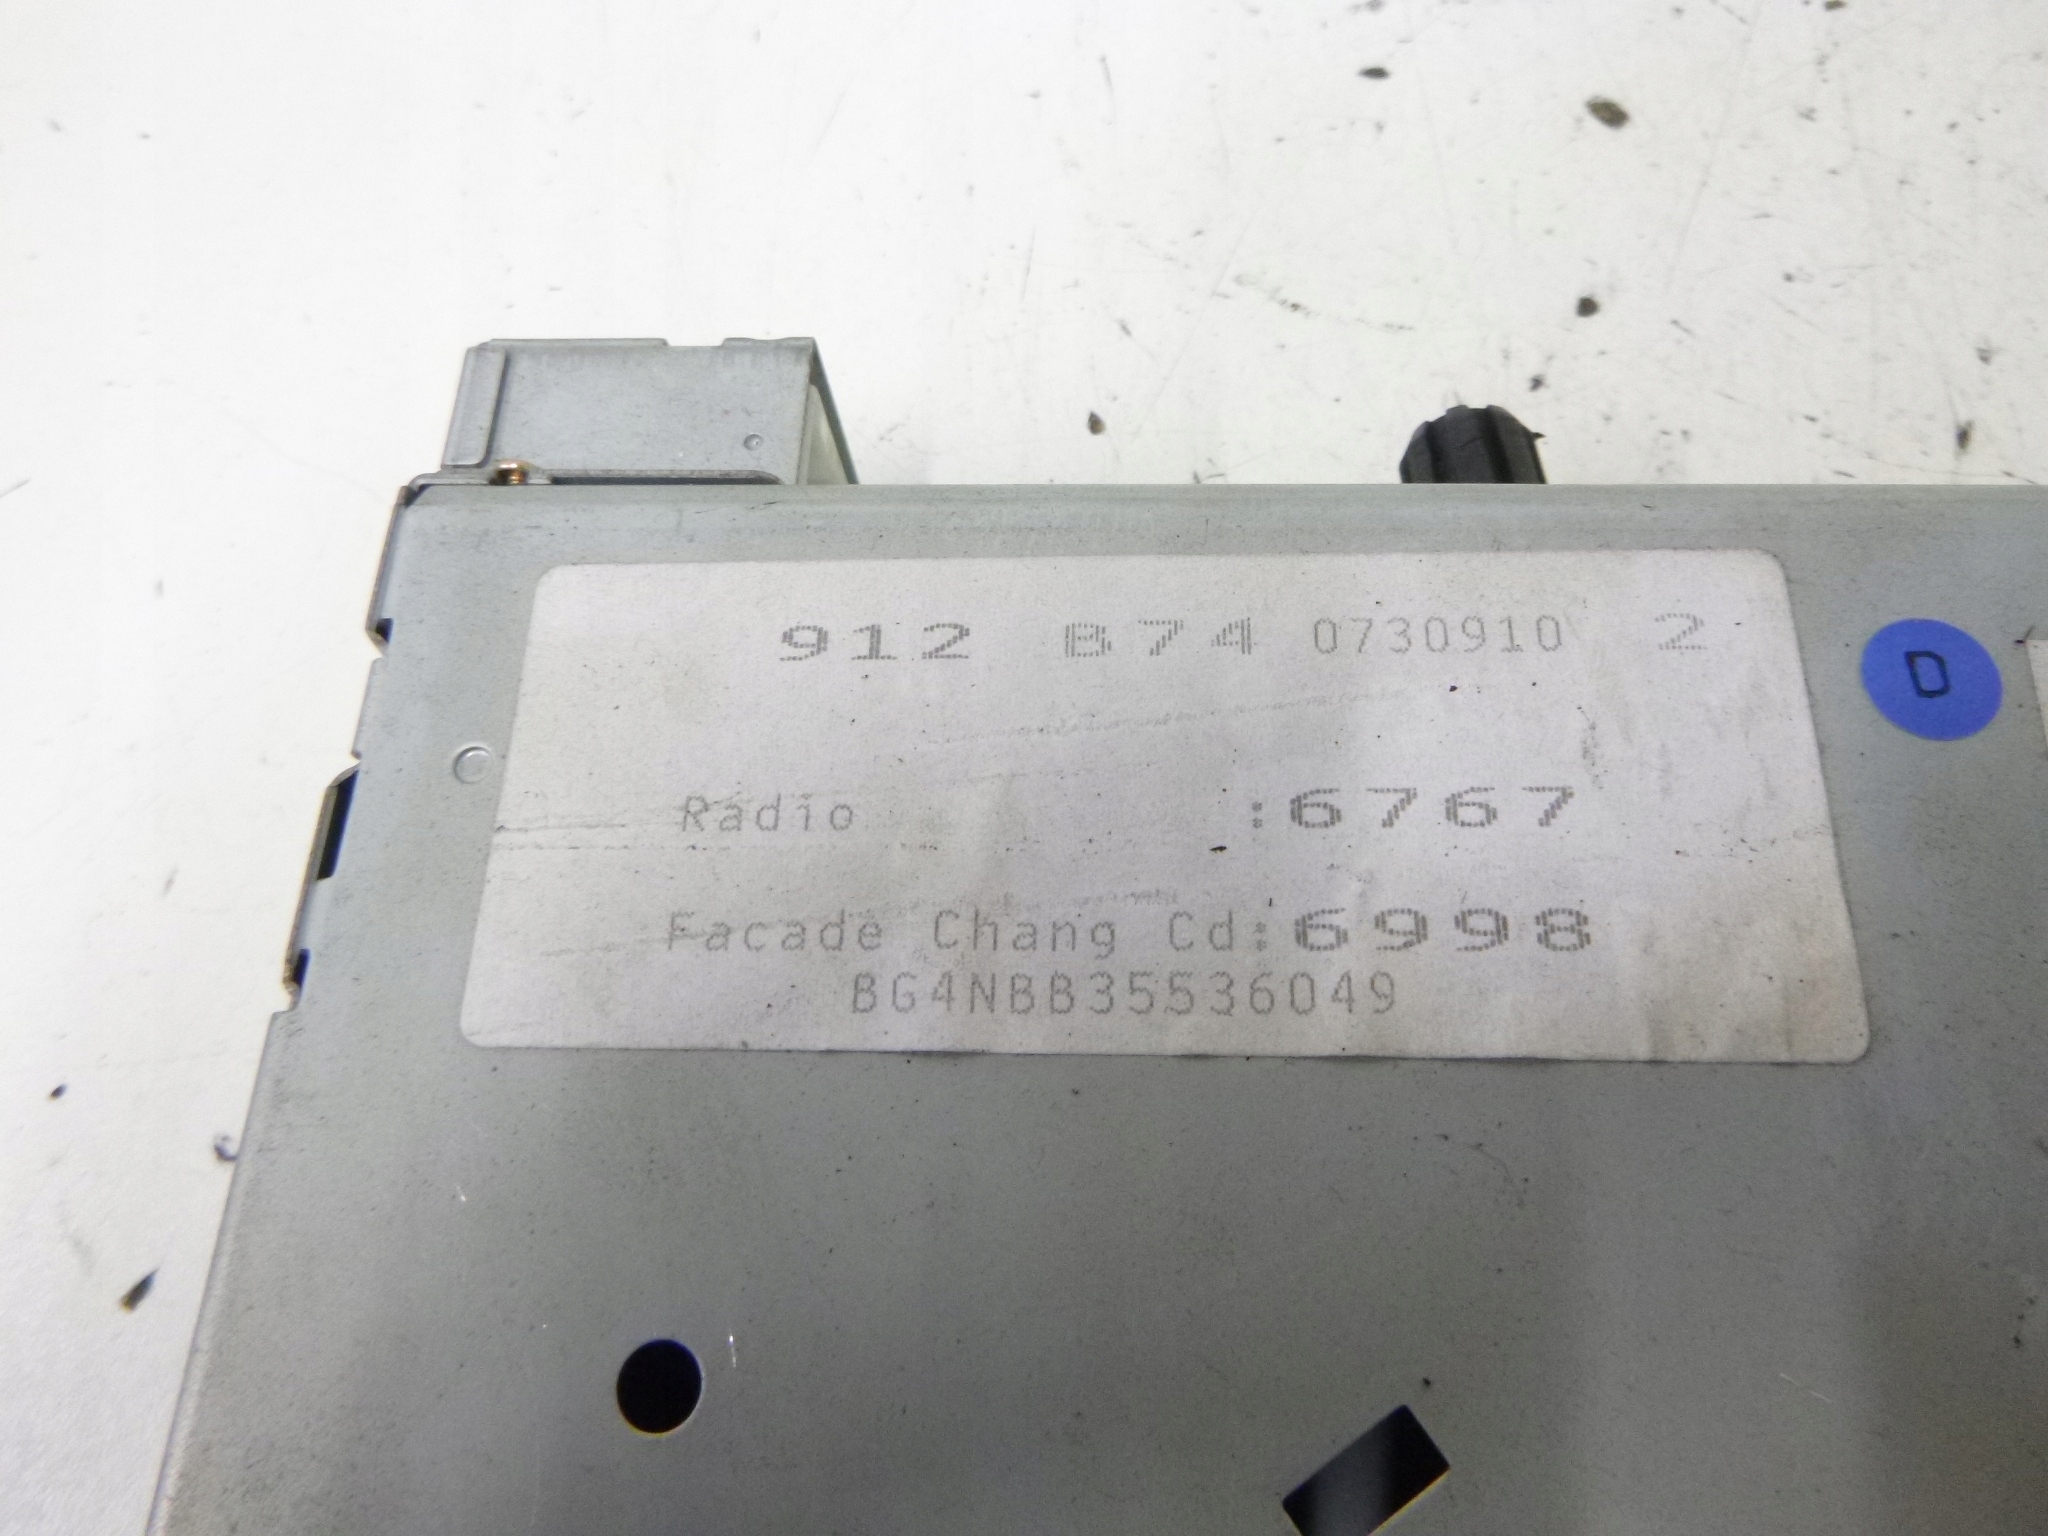 912 B74 0730910 2
D
Radio :6767
Facade Chang Cd:6998
BG4NBB35536049